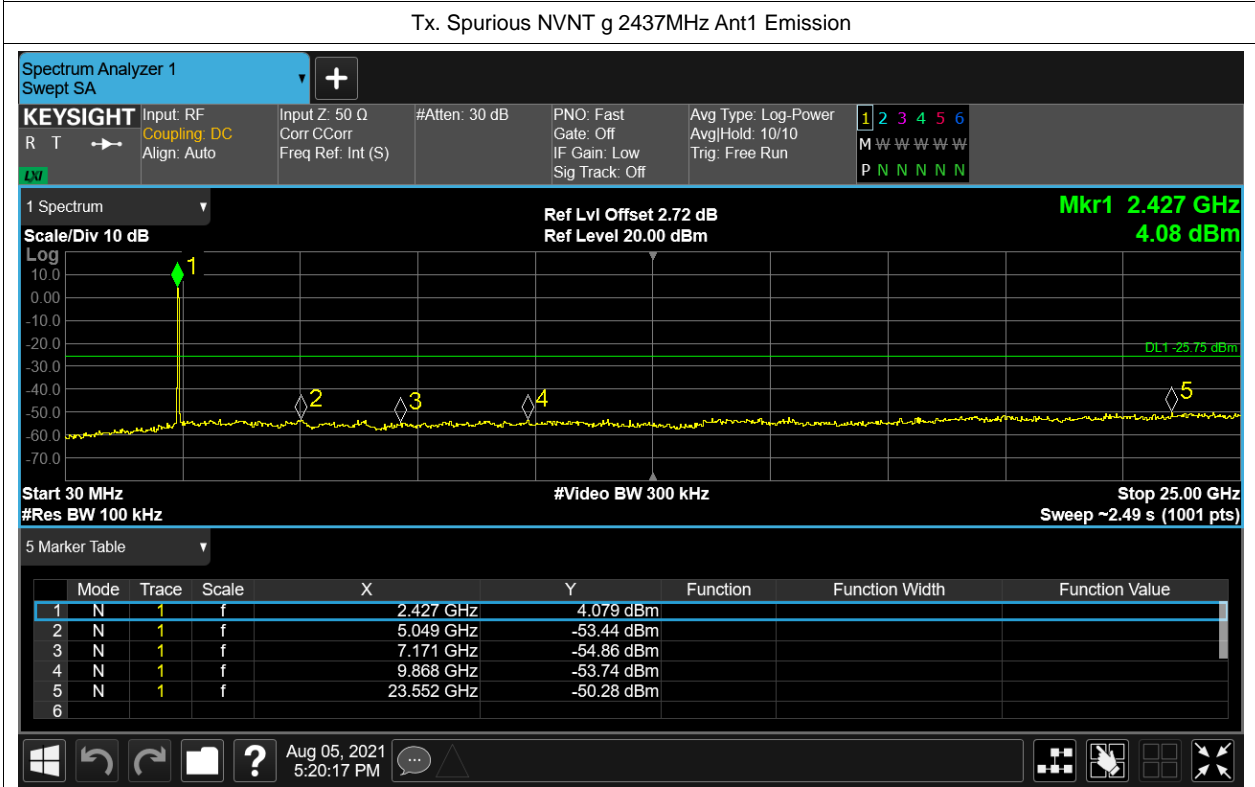 Tx. Spurious NVNT g 2437MHz Ant1 Emission
Spectrum Analyzer 1
Swept SA
KEYSIGHT
R T
LXI
Input: RF
Coupling: DC
Align: Auto
Input Z: 50 Ω
Corr CCorr
Freq Ref: Int (S)
#Atten: 30 dB
PNO: Fast
Gate: Off
IF Gain: Low
Sig Track: Off
Avg Type: Log-Power
Avg|Hold: 10/10
Trig: Free Run
1 2 3 4 5 6
M W W W W W
P N N N N N
1 Spectrum
Scale/Div 10 dB
Log
Ref Lvl Offset 2.72 dB
Ref Level 20.00 dBm
Mkr1 2.427 GHz
4.08 dBm
10.0
0.00
-10.0
-20.0
-30.0
-40.0
-50.0
-60.0
-70.0
1
2
3
4
5
DL1 -25.75 dBm
Start 30 MHz
#Res BW 100 kHz
#Video BW 300 kHz
Stop 25.00 GHz
Sweep ~2.49 s (1001 pts)
5 Marker Table
Mode Trace Scale X Y Function Function Width Function Value
1 N 1 f 2.427 GHz 4.079 dBm
2 N 1 f 5.049 GHz -53.44 dBm
3 N 1 f 7.171 GHz -54.86 dBm
4 N 1 f 9.868 GHz -53.74 dBm
5 N 1 f 23.552 GHz -50.28 dBm
6
?
Aug 05, 2021
5:20:17 PM